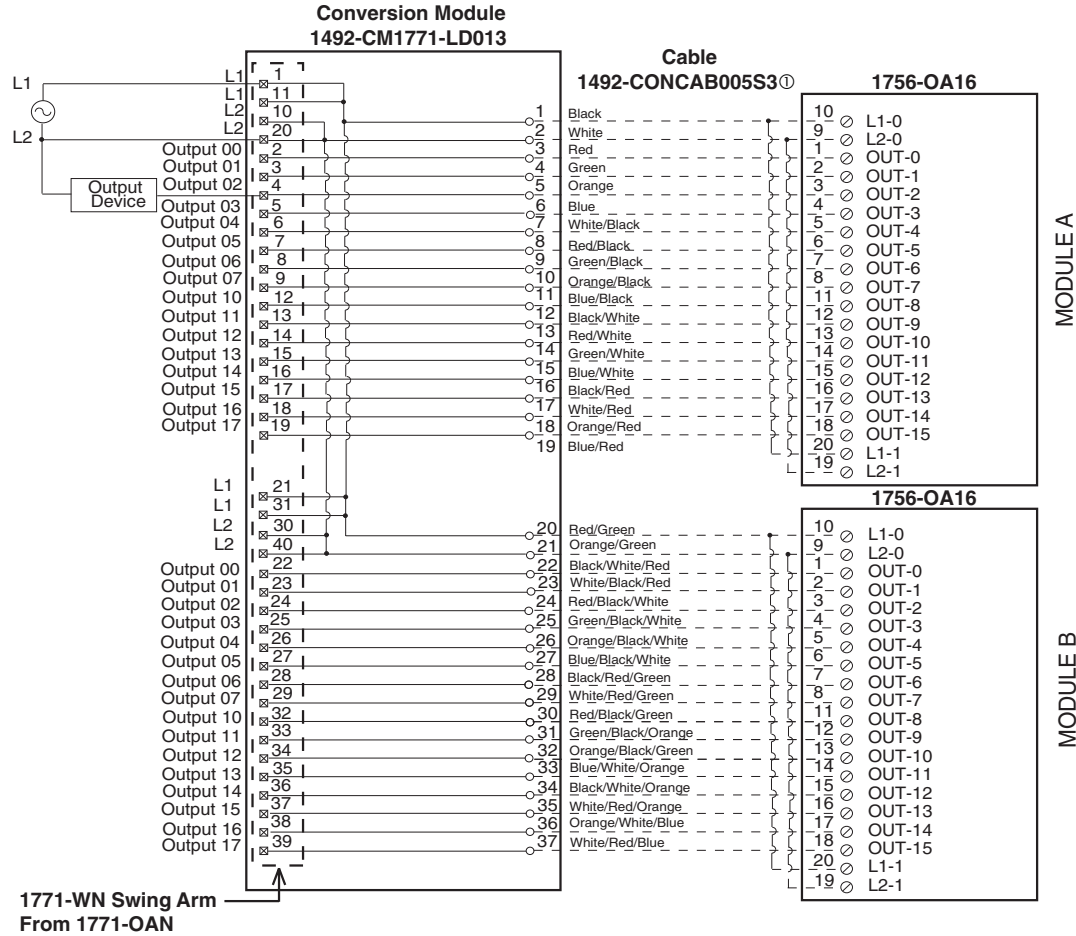 Conversion Module
1492-CM1771-LD013
Cable
1492-CONCAB005S3①
1756-OA16
L1
L2
Output
Device
L1 1
L1 11
L2 10
L2 20
Output 00 2
Output 01 3
Output 02 4
Output 03 5
Output 04 6
Output 05 7
Output 06 8
Output 07 9
Output 10 12
Output 11 13
Output 12 14
Output 13 15
Output 14 16
Output 15 17
Output 16 18
Output 17 19
1 Black
2 White
3 Red
4 Green
5 Orange
6 Blue
7 White/Black
8 Red/Black
9 Green/Black
10 Orange/Black
11 Blue/Black
12 Black/White
13 Red/White
14 Green/White
15 Blue/White
16 Black/Red
17 White/Red
18 Orange/Red
19 Blue/Red
10 L1-0
9 L2-0
1 OUT-0
2 OUT-1
3 OUT-2
4 OUT-3
5 OUT-4
6 OUT-5
7 OUT-6
8 OUT-7
11 OUT-8
12 OUT-9
13 OUT-10
14 OUT-11
15 OUT-12
16 OUT-13
17 OUT-14
18 OUT-15
20 L1-1
19 L2-1
MODULE A
1756-OA16
L1 21
L1 31
L2 30
L2 40
Output 00 22
Output 01 23
Output 02 24
Output 03 25
Output 04 26
Output 05 27
Output 06 28
Output 07 29
Output 10 32
Output 11 33
Output 12 34
Output 13 35
Output 14 36
Output 15 37
Output 16 38
Output 17 39
20 Red/Green
21 Orange/Green
22 Black/White/Red
23 White/Black/Red
24 Red/Black/White
25 Green/Black/White
26 Orange/Black/White
27 Blue/Black/White
28 Black/Red/Green
29 White/Red/Green
30 Red/Black/Green
31 Green/Black/Orange
32 Orange/Black/Green
33 Blue/White/Orange
34 Black/White/Orange
35 White/Red/Orange
36 Orange/White/Blue
37 White/Red/Blue
10 L1-0
9 L2-0
1 OUT-0
2 OUT-1
3 OUT-2
4 OUT-3
5 OUT-4
6 OUT-5
7 OUT-6
8 OUT-7
11 OUT-8
12 OUT-9
13 OUT-10
14 OUT-11
15 OUT-12
16 OUT-13
17 OUT-14
18 OUT-15
20 L1-1
19 L2-1
MODULE B
1771-WN Swing Arm
From 1771-OAN